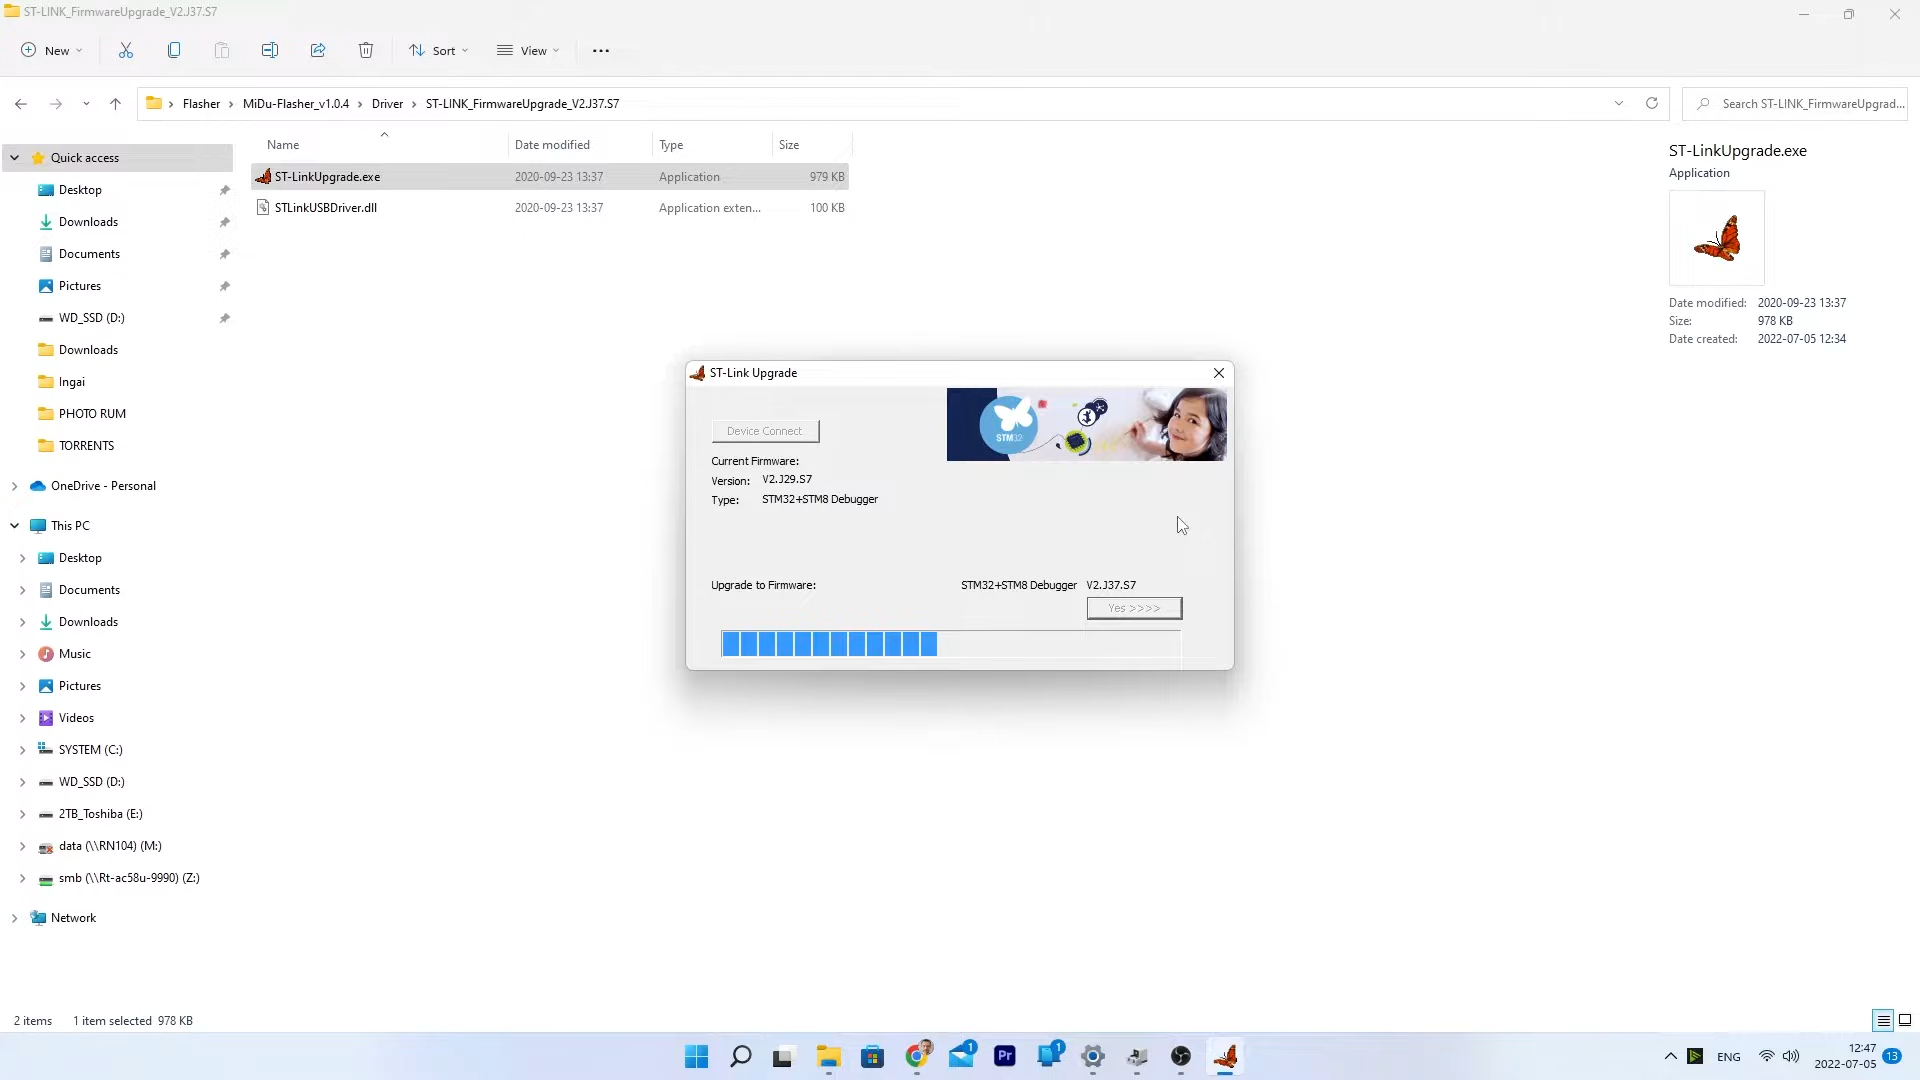 ST-LINK_FirmwareUpgrade_V2.J37.S7
New
Sort
View
Flasher > MiDu-Flasher_v1.0.4 > Driver > ST-LINK_FirmwareUpgrade_V2.J37.S7
Search ST-LINK_FirmwareUpgrad...
Name
Date modified
Type
Size
ST-LinkUpgrade.exe 2020-09-23 13:37 Application 979 KB
STLinkUSBDriver.dll 2020-09-23 13:37 Application exten... 100 KB
Quick access
Desktop
Downloads
Documents
Pictures
WD_SSD (D:)
Downloads
Ingai
PHOTO RUM
TORRENTS
OneDrive - Personal
This PC
Desktop
Documents
Downloads
Music
Pictures
Videos
SYSTEM (C:)
WD_SSD (D:)
2TB_Toshiba (E:)
data (\\RN104) (M:)
smb (\\Rt-ac58u-9990) (Z:)
Network
ST-LinkUpgrade.exe
Application
Date modified: 2020-09-23 13:37
Size: 978 KB
Date created: 2022-07-05 12:34
ST-Link Upgrade
Device Connect
STM32
Current Firmware:
Version: V2.J29.S7
Type: STM32+STM8 Debugger
Upgrade to Firmware: STM32+STM8 Debugger V2.J37.S7
Yes >>>>
2 items 1 item selected 978 KB
1
Pr
1
ENG
12:47
2022-07-05
13